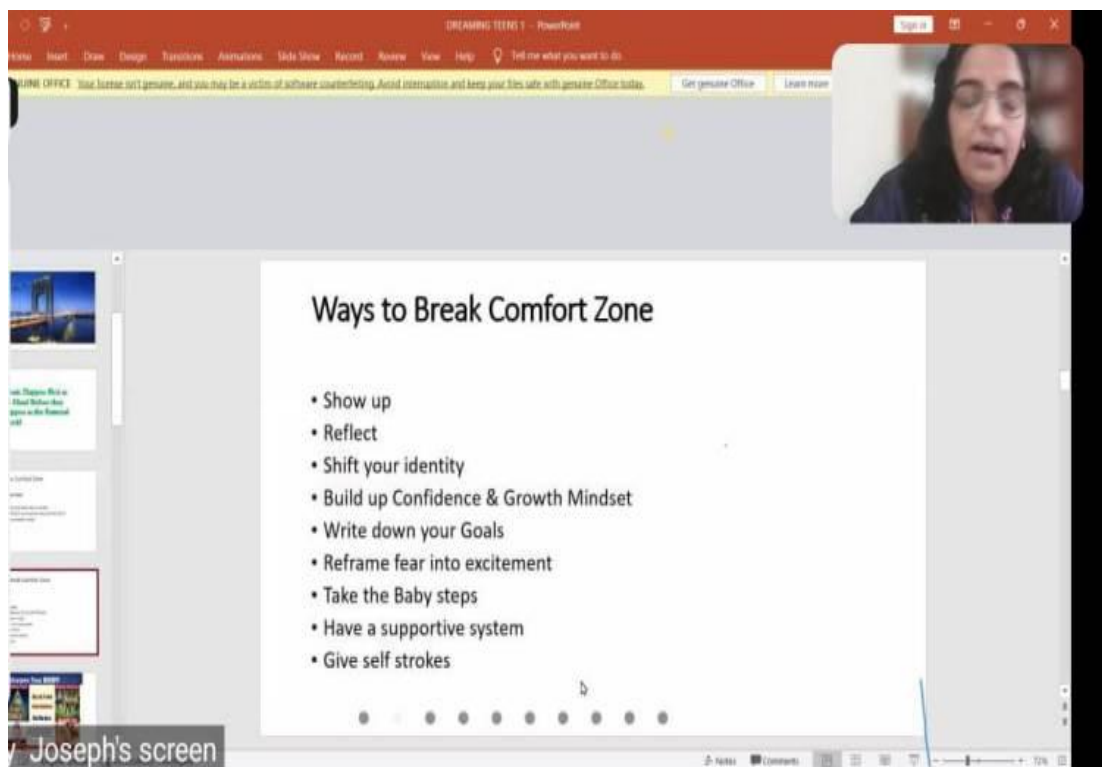 DREAMING TEENS 1 - PowerPoint
Sign in
Home Insert Draw Design Transitions Animations Slide Show Record Review View Help Tell me what you want to do
OFFICE Your license isn't genuine, and you may be a victim of software counterfeiting. Avoid interruption and keep your files safe with genuine Office today. Get genuine Office Learn more
Ways to Break Comfort Zone
• Show up
• Reflect
• Shift your identity
• Build up Confidence & Growth Mindset
• Write down your Goals
• Reframe fear into excitement
• Take the Baby steps
• Have a supportive system
• Give self strokes
Joseph's screen
Notes Comments 72%